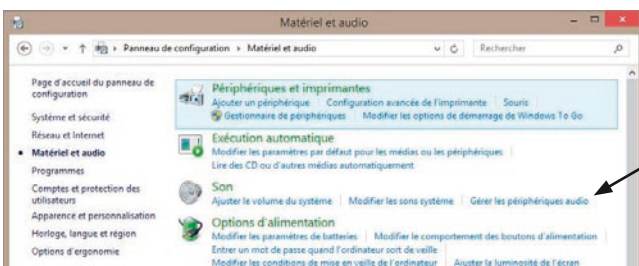 Matériel et audio
Panneau de configuration Matériel et audio Rechercher
Page d'accueil du panneau de
configuration
Système et sécurité
Réseau et Internet
Matériel et audio
Programmes
Comptes et protection des
utilisateurs
Apparence et personnalisation
Horloge, langue et région
Options d'ergonomie
Périphériques et imprimantes
Ajouter un périphérique Configuration avancée de l'imprimante Souris
Gestionnaire de périphériques Modifier les options de démarrage de Windows To Go
Exécution automatique
Modifier les paramètres par défaut pour les médias ou les périphériques
Lire des CD ou d'autres médias automatiquement
Son
Ajuster le volume du système Modifier les sons système Gérer les périphériques audio
Options d'alimentation
Modifier les paramètres de batteries Modifier le comportement des boutons d'alimentation
Entrer un mot de passe quand l'ordinateur sort de veille
Modifier les conditions de mise en veille de l'ordinateur Ajuster la luminosité de l'écran